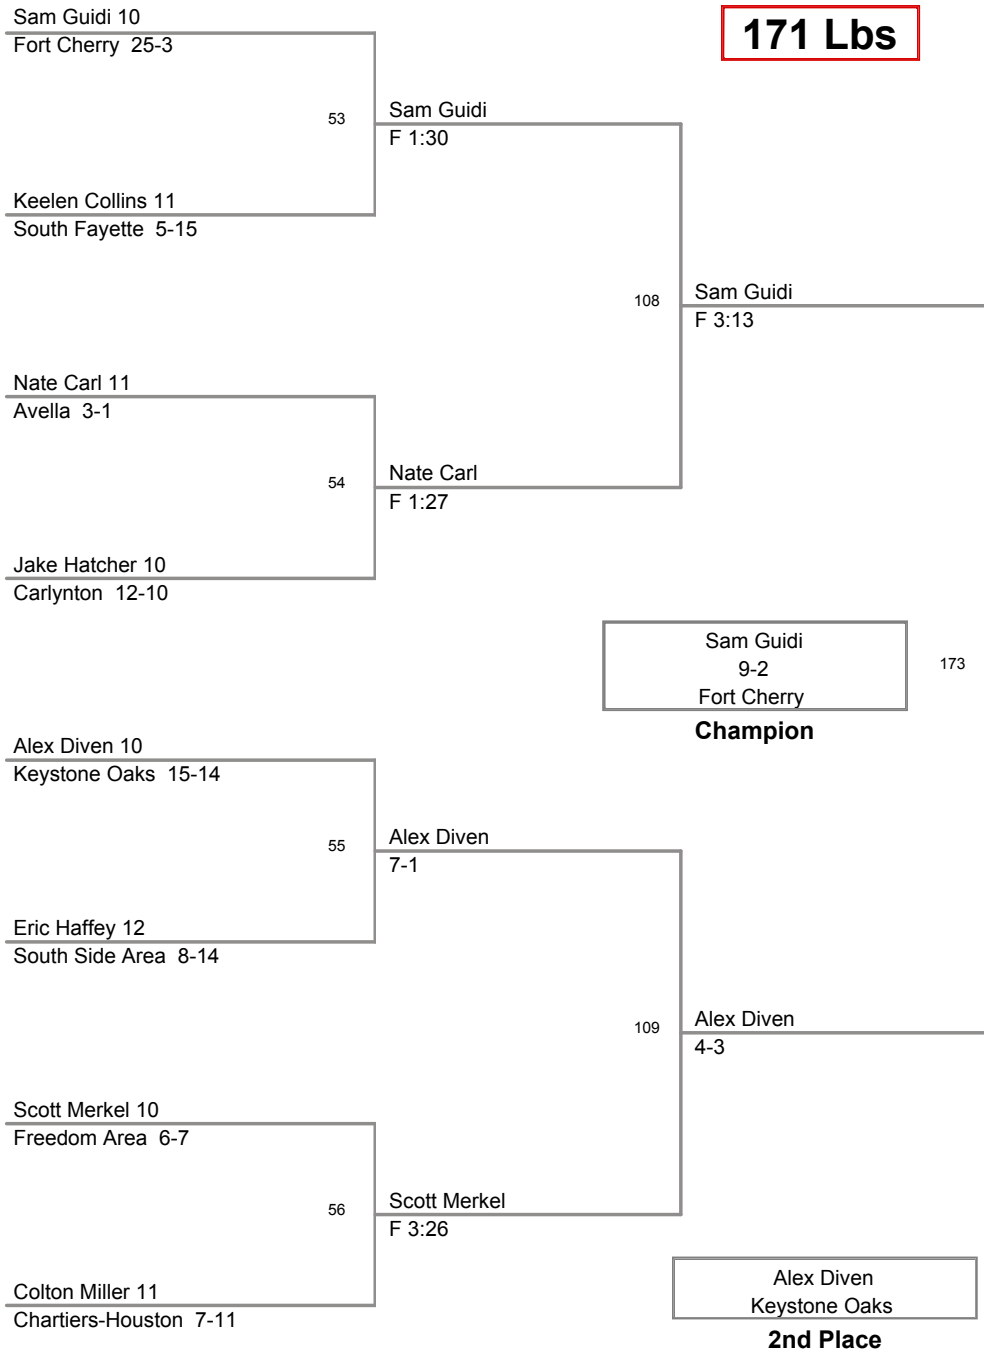 Sam Guidi 10
Fort Cherry 25-3
171 Lbs
53
Sam Guidi
F 1:30
Keelen Collins 11
South Fayette 5-15
108
Sam Guidi
F 3:13
Nate Carl 11
Avella 3-1
54
Nate Carl
F 1:27
Jake Hatcher 10
Carlynton 12-10
Sam Guidi
9-2
Fort Cherry
173
Champion
Alex Diven 10
Keystone Oaks 15-14
55
Alex Diven
7-1
Eric Haffey 12
South Side Area 8-14
109
Alex Diven
4-3
Scott Merkel 10
Freedom Area 6-7
56
Scott Merkel
F 3:26
Colton Miller 11
Chartiers-Houston 7-11
Alex Diven
Keystone Oaks
2nd Place